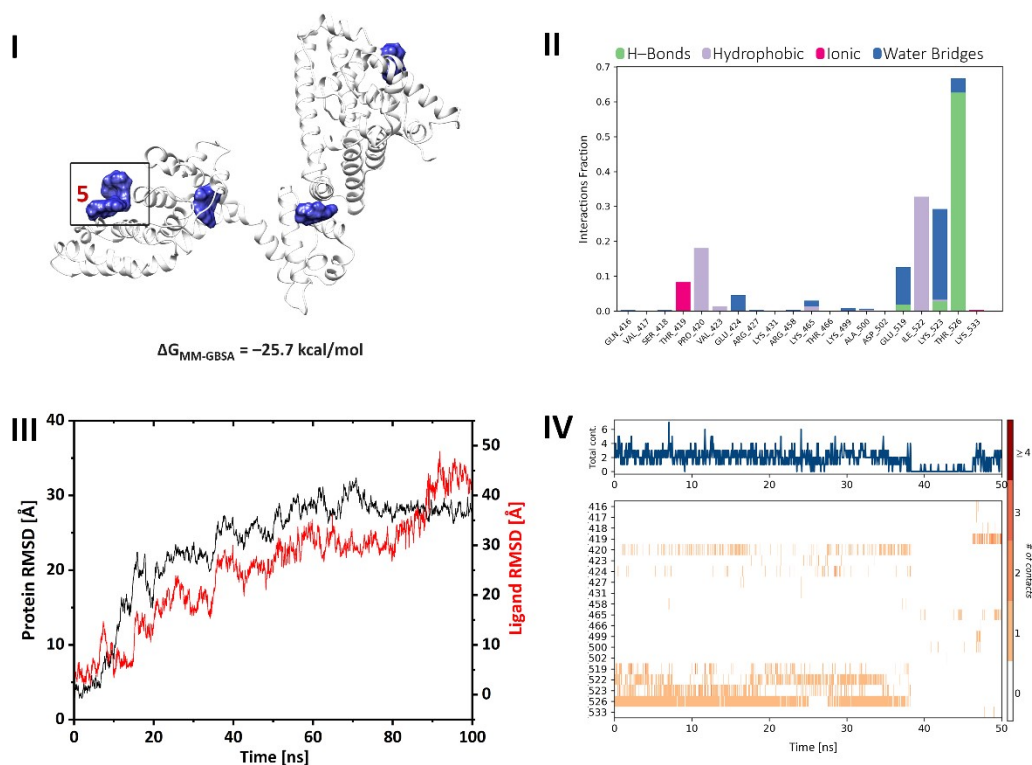 I
5
ΔG MM-GBSA = −25.7 kcal/mol
II
H−Bonds Hydrophobic Ionic Water Bridges
Interactions Fraction
0.7
0.6
0.5
0.4
0.3
0.2
0.1
0.0
GLN_416 VAL_417 SER_418 THR_419 PRO_420 VAL_423 GLU_424 ARG_427 LYS_431 ARG_458 LYS_465 THR_466 LYS_499 ALA_500 ASP_502 GLU_519 ILE_522 LYS_523 THR_526 LYS_533
III
Protein RMSD [Å]
40
30
20
10
0
Ligand RMSD [Å]
50
40
30
20
10
0
0 20 40 60 80 100
Time [ns]
IV
Total cont.
6
4
2
0
0 10 20 30 40 50
416
417
418
419
420
423
424
427
431
458
465
466
499
500
502
519
522
523
526
533
0 10 20 30 40 50
Time [ns]
≥4
3
2
1
0
# of contacts